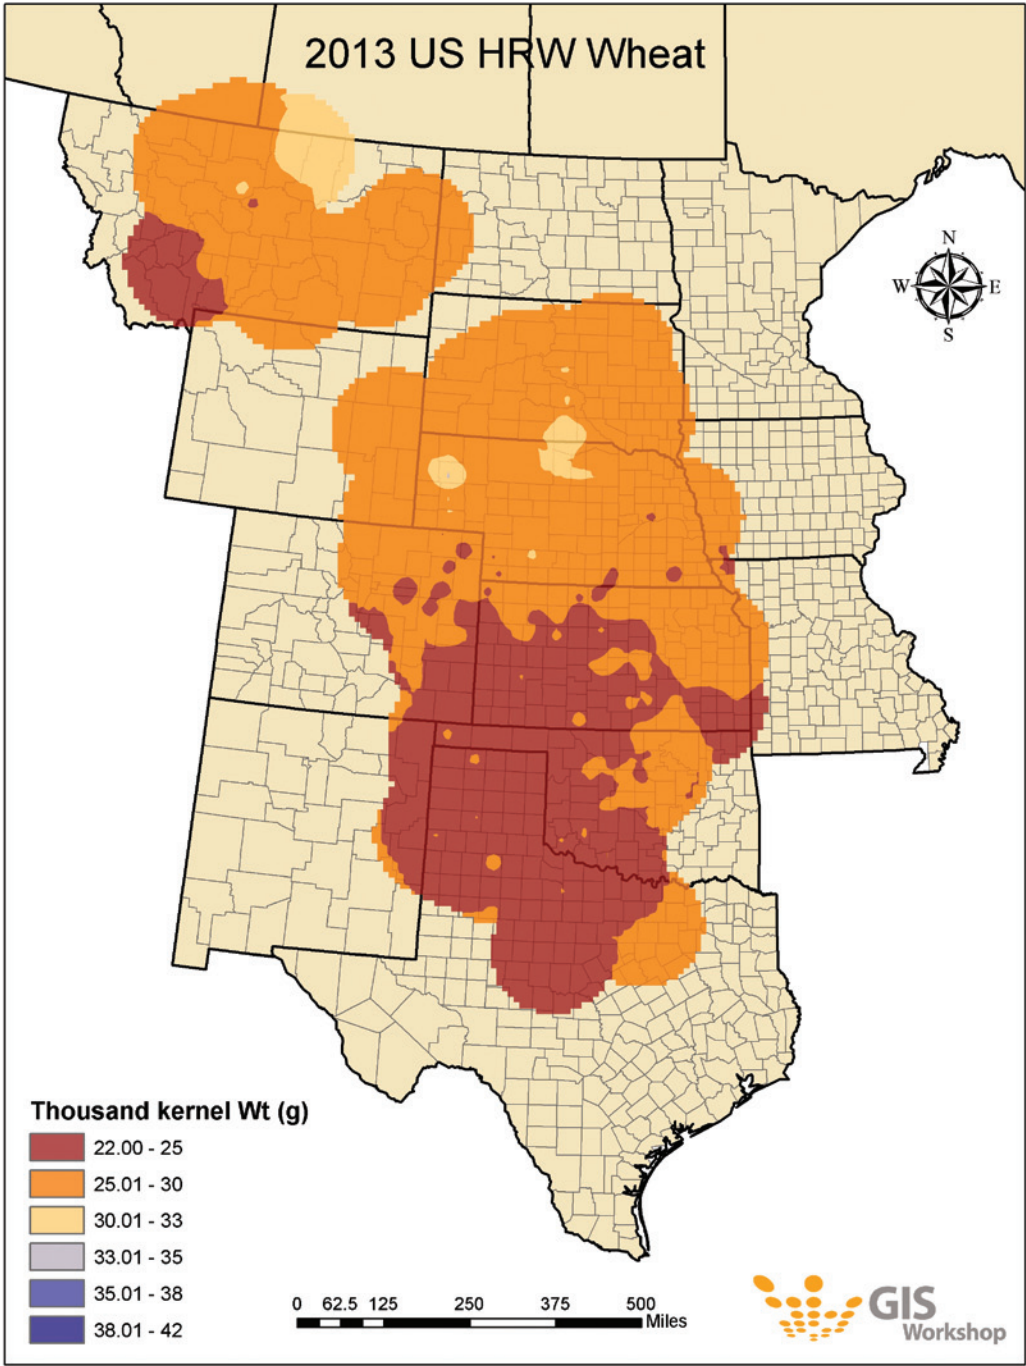 2013 US HRW Wheat
N
W E
S
Thousand kernel Wt (g)
22.00 - 25
25.01 - 30
30.01 - 33
33.01 - 35
35.01 - 38
38.01 - 42
0 62.5 125 250 375 500
Miles
GIS
Workshop